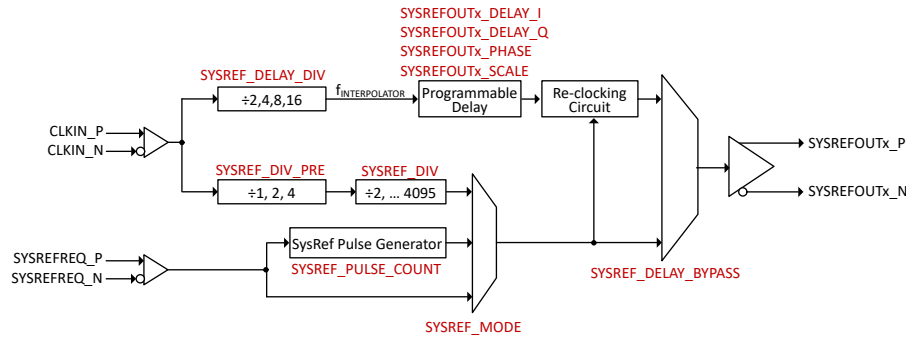 SYSREFOUTx_DELAY_I
SYSREFOUTx_DELAY_Q
SYSREFOUTx_PHASE
SYSREFOUTx_SCALE
SYSREF_DELAY_DIV
÷2,4,8,16
fINTERPOLATOR
Programmable
Delay
Re-clocking
Circuit
CLKIN_P
CLKIN_N
SYSREFOUTx_P
SYSREFOUTx_N
SYSREF_DIV_PRE
SYSREF_DIV
÷1, 2, 4
÷2, ... 4095
SysRef Pulse Generator
SYSREF_PULSE_COUNT
SYSREFREQ_P
SYSREFREQ_N
SYSREF_DELAY_BYPASS
SYSREF_MODE